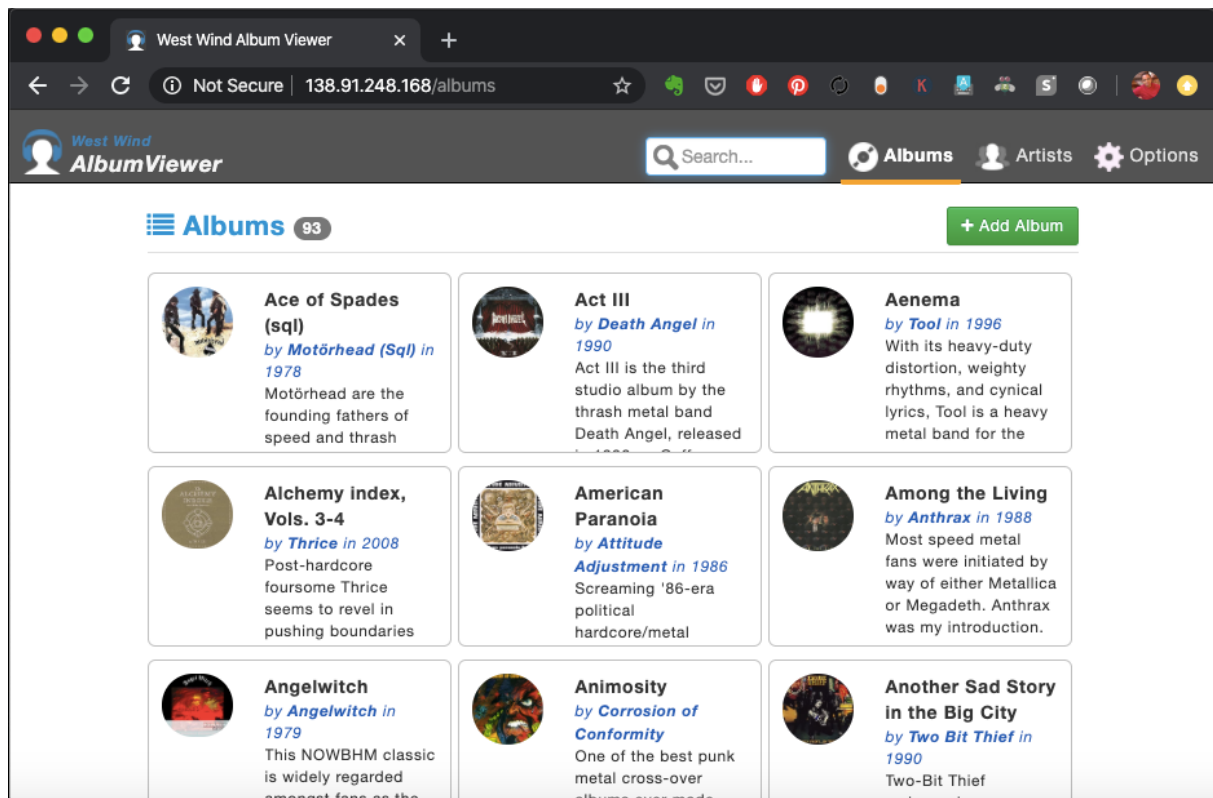 West Wind Album Viewer
Not Secure 138.91.248.168/albums
West Wind
AlbumViewer
Search...
Albums
Artists
Options
Albums 93
+ Add Album
Ace of Spades
(sql)
by Motörhead (Sql) in
1978
Motörhead are the
founding fathers of
speed and thrash
Act III
by Death Angel in
1990
Act III is the third
studio album by the
thrash metal band
Death Angel, released
Aenema
by Tool in 1996
With its heavy-duty
distortion, weighty
rhythms, and cynical
lyrics, Tool is a heavy
metal band for the
Alchemy index,
Vols. 3-4
by Thrice in 2008
Post-hardcore
foursome Thrice
seems to revel in
pushing boundaries
American
Paranoia
by Attitude
Adjustment in 1986
Screaming '86-era
political
hardcore/metal
ANTHRAX
Among the Living
by Anthrax in 1988
Most speed metal
fans were initiated by
way of either Metallica
or Megadeth. Anthrax
was my introduction.
Angelwitch
by Angelwitch in
1979
This NOWBHM classic
is widely regarded
amongst fans as the
Animosity
by Corrosion of
Conformity
One of the best punk
metal cross-over
albums ever made
Another Sad Story
in the Big City
by Two Bit Thief in
1990
Two-Bit Thief